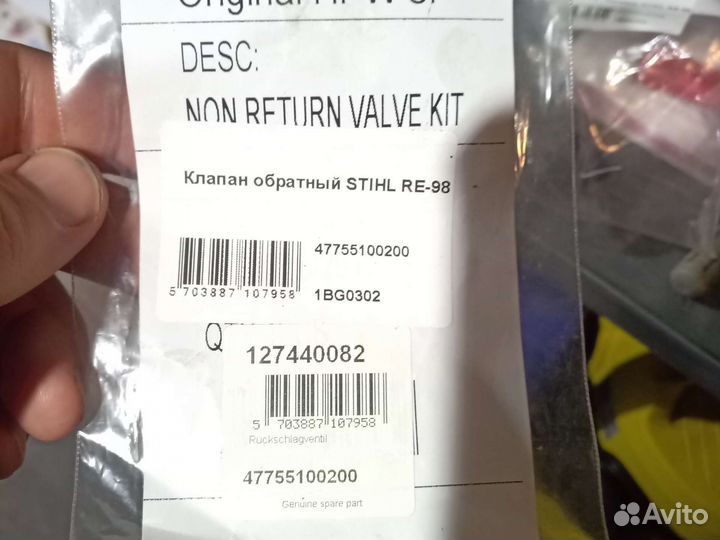 DESC:
NON RETURN VALVE KIT
Клапан обратный STIHL RE-98
47755100200
5 703887 107958
1BG0302
127440082
5 703887 107958
Rückschlagventil
47755100200
Genuine spare part
Avito